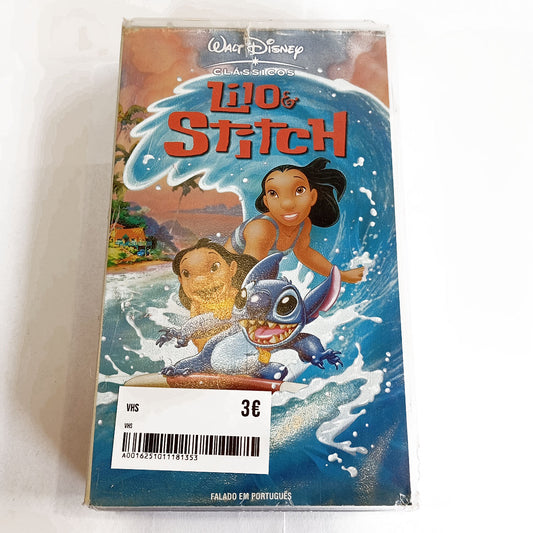 WALT DISNEY
CLÁSSICOS
Lilo &
Stitch
VHS 3€
VHS
A0016251011181353
FALADO EM PORTUGUÊS